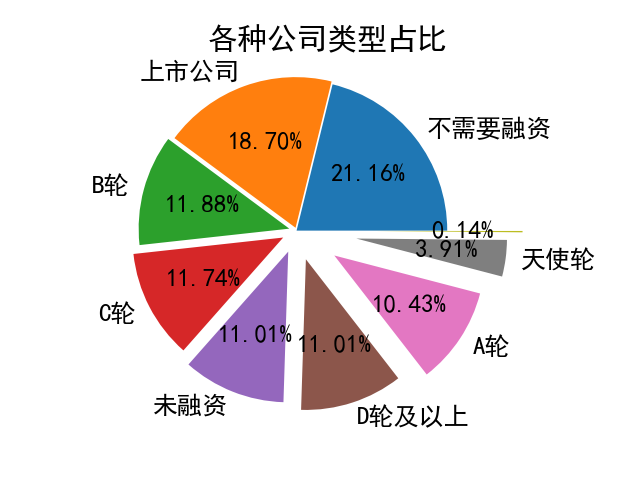 各种公司类型占比
上市公司
不需要融资
18.70%
21.16%
B轮
11.88%
0.14%
3.91%
天使轮
11.74%
10.43%
C轮
11.01%
11.01%
A轮
未融资
D轮及以上